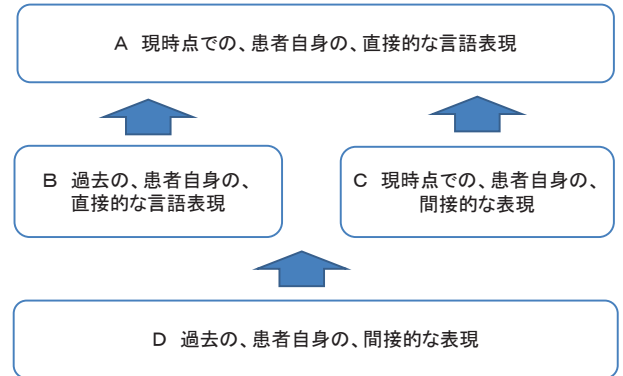 A 現時点での、患者自身の、直接的な言語表現
B 過去の、患者自身の、
直接的な言語表現
C 現時点での、患者自身の、
間接的な表現
D 過去の、患者自身の、間接的な表現